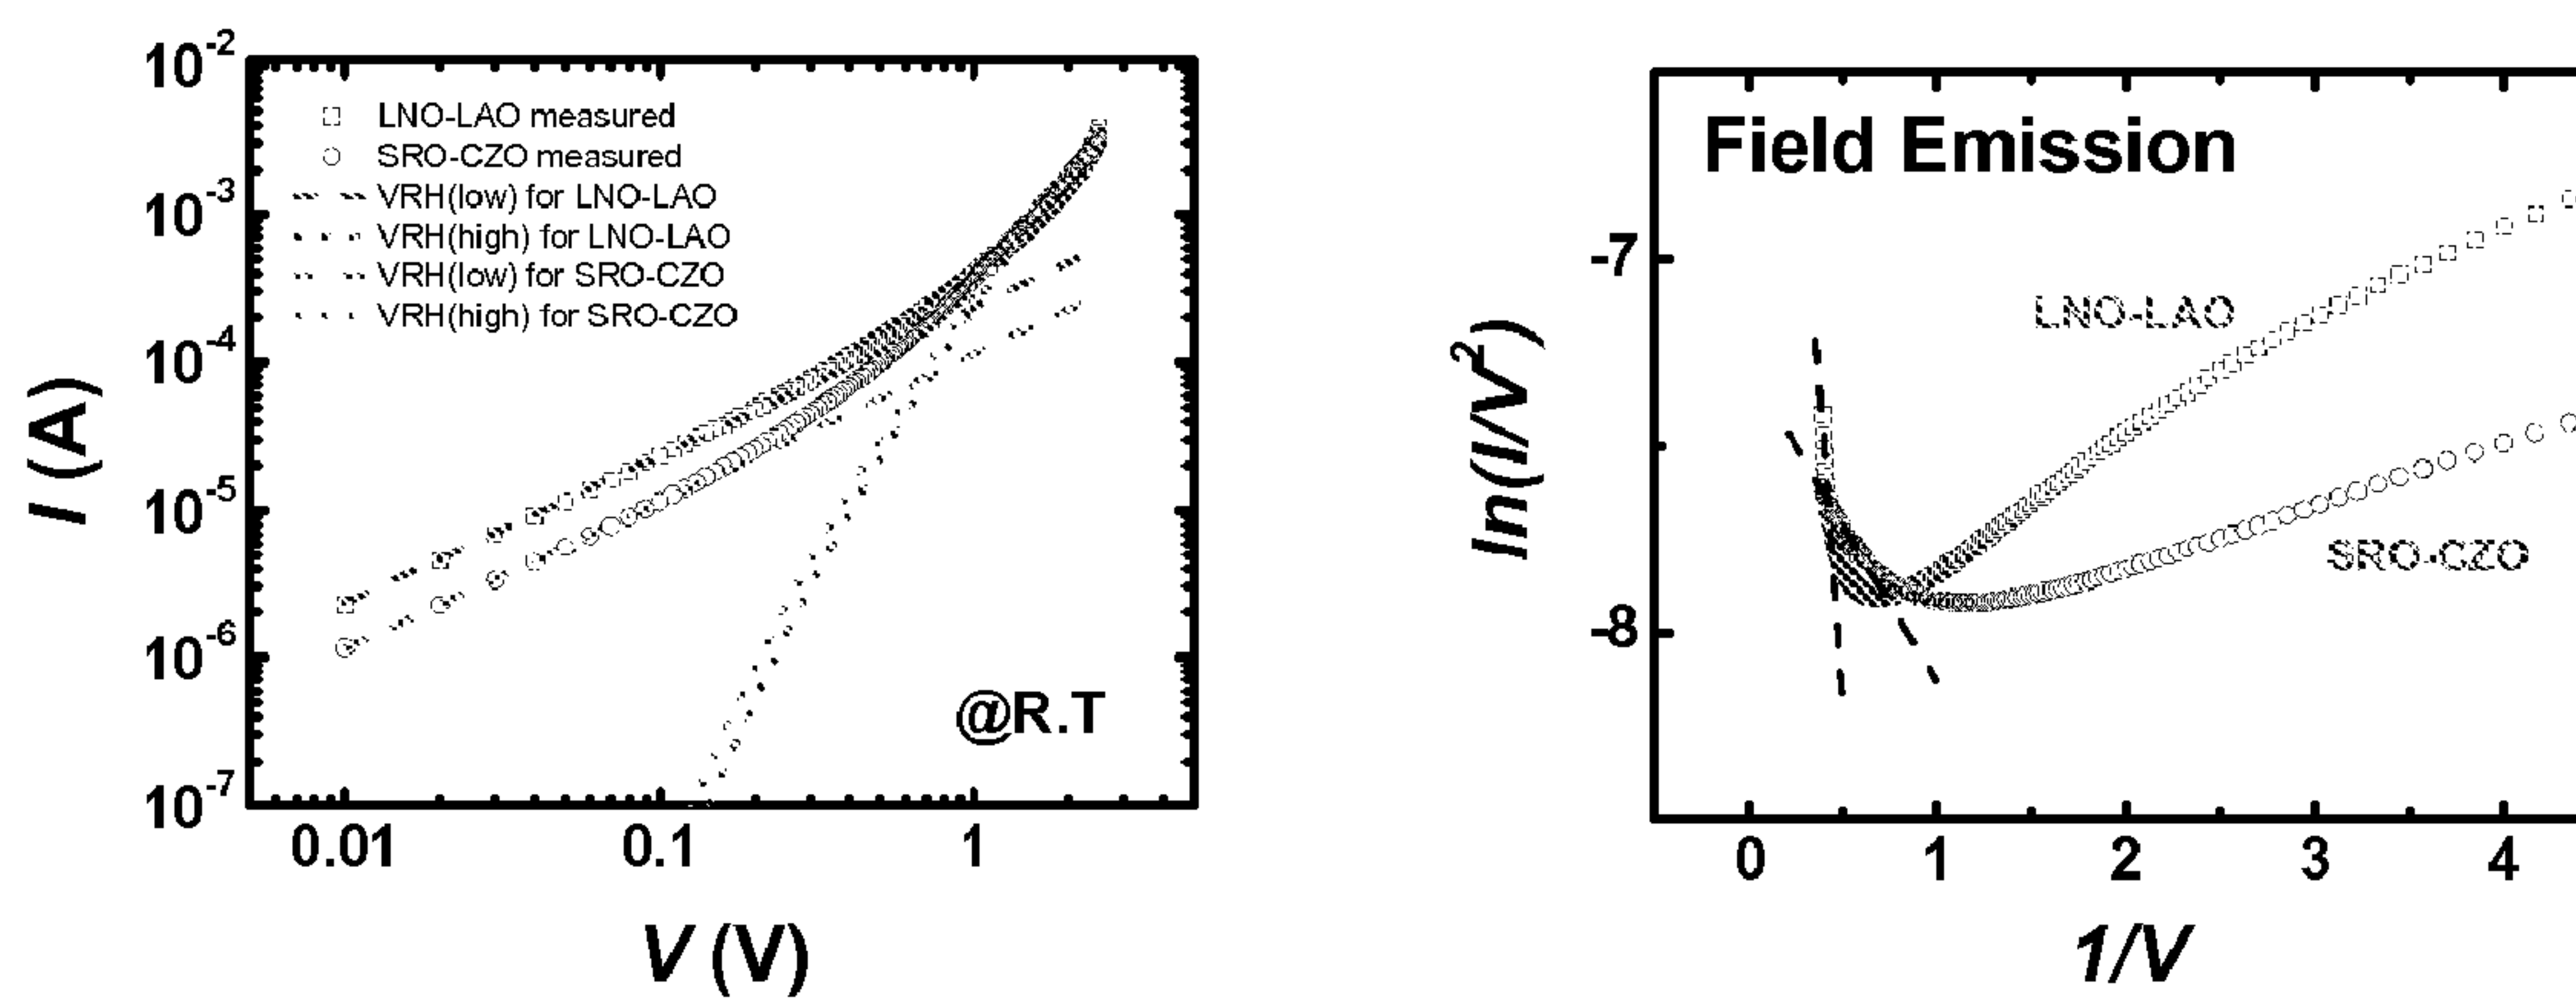 10-2
10-3
10-4
10-5
10-6
10-7
I (A)
LNO-LAO measured
SRO-CZO measured
VRH(low) for LNO-LAO
VRH(high) for LNO-LAO
VRH(low) for SRO-CZO
VRH(high) for SRO-CZO
@R.T
0.01 0.1 1
V (V)
Field Emission
-7
-8
ln(I/V2)
LNO-LAO
SRO-CZO
0 1 2 3 4
1/V